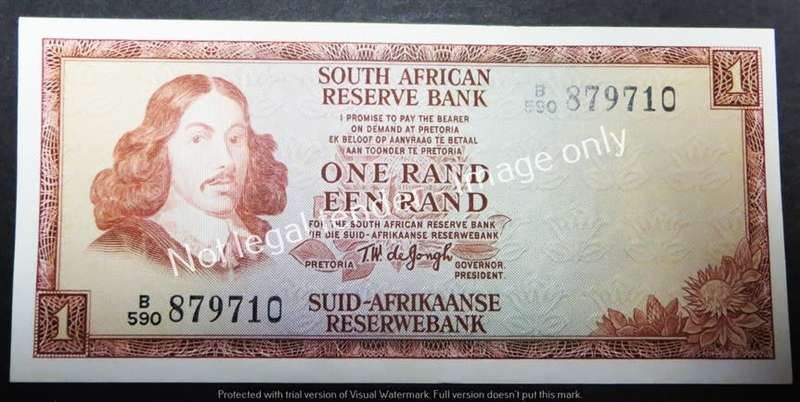 1
SOUTH AFRICAN
RESERVE BANK
B
590 879710
I PROMISE TO PAY THE BEARER
ON DEMAND AT PRETORIA
EK BELOOF OP AANVRAAG TE BETAAL
AAN TOONDER TE PRETORIA
ONE RAND
EEN RAND
FOR THE SOUTH AFRICAN RESERVE BANK
VIR DIE SUID-AFRIKAANSE RESERWEBANK
T.W. de Jongh
PRETORIA GOVERNOR.
PRESIDENT.
B
590 879710
SUID-AFRIKAANSE
RESERWEBANK
1
Not legal tender image only
Protected with trial version of Visual Watermark. Full version doesn't put this mark.